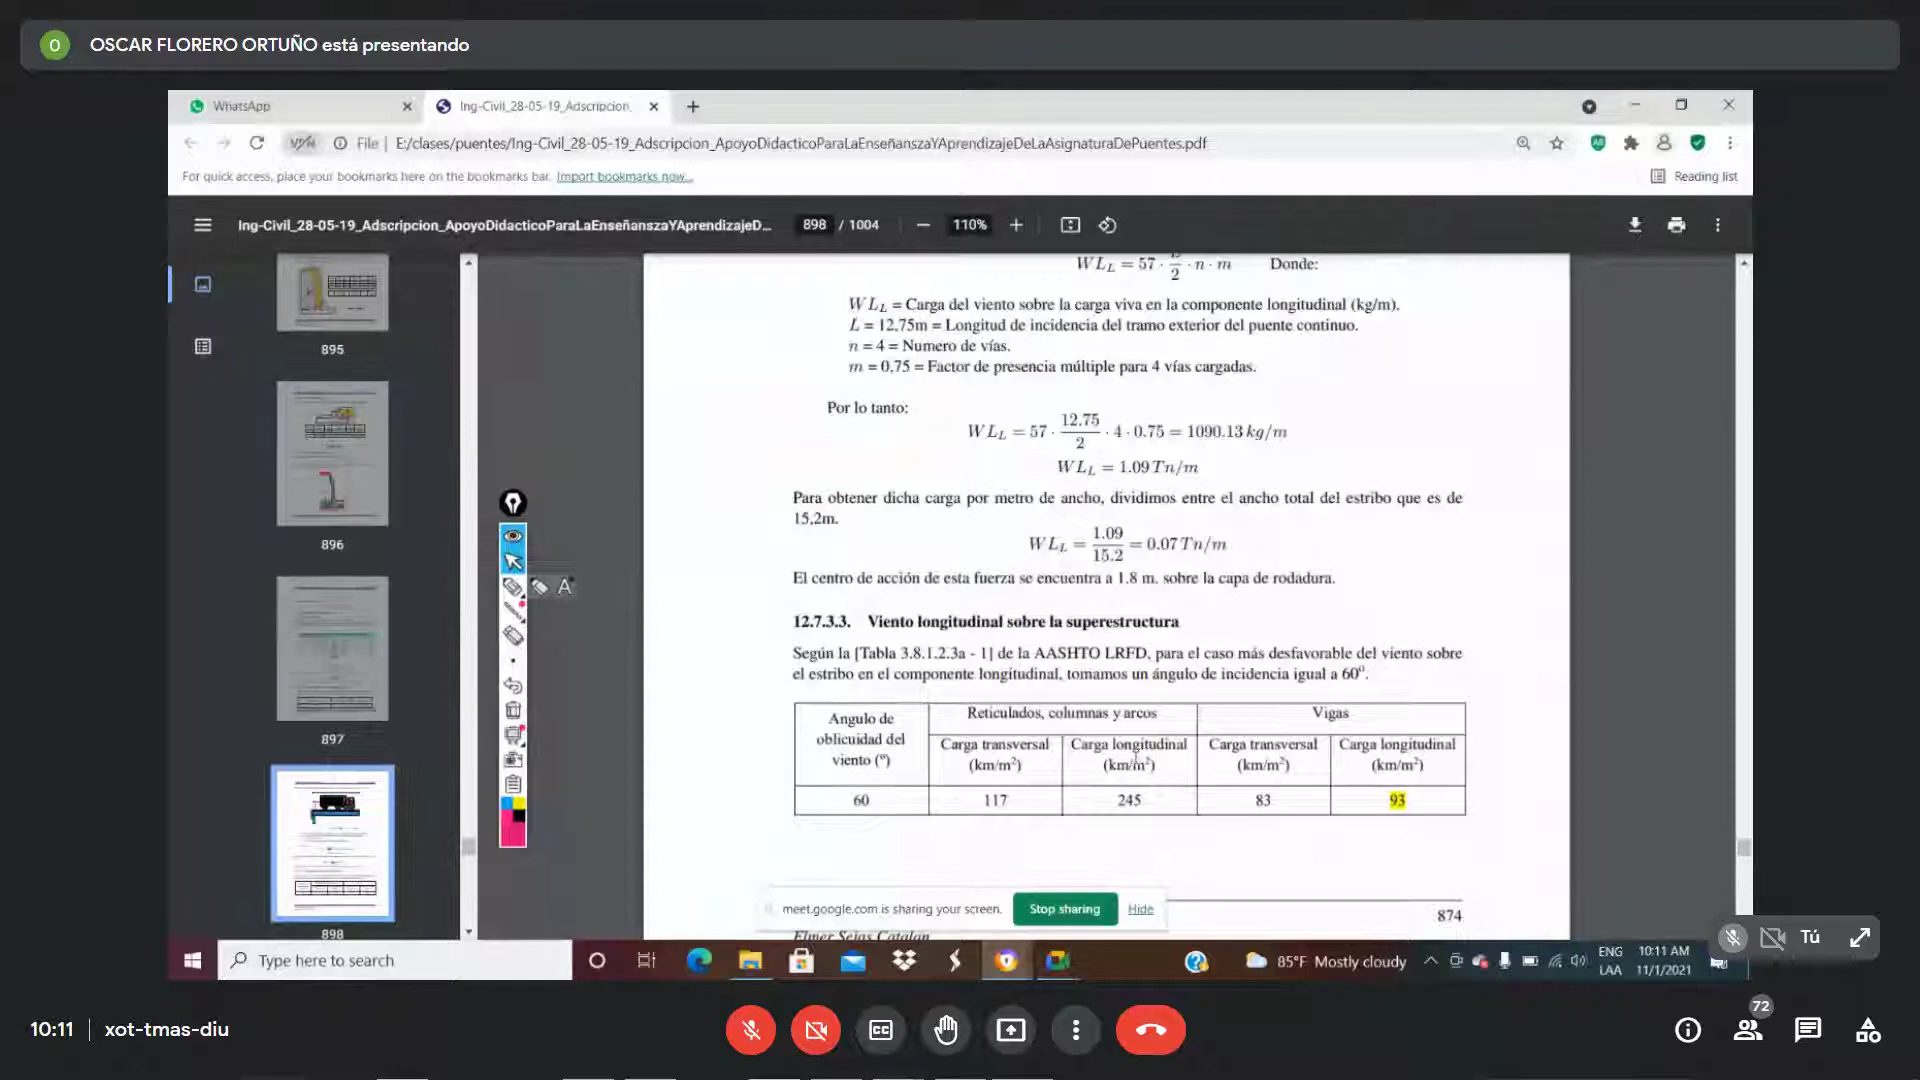 O OSCAR FLORERO ORTUÑO está presentando
WhatsApp
Ing-Civil_28-05-19_Adscripcion_
File | E:/clases/puentes/Ing-Civil_28-05-19_Adscripcion_ApoyoDidacticoParaLaEnseñanszaYAprendizajeDeLaAsignaturaDePuentes.pdf
For quick access, place your bookmarks here on the bookmarks bar. Import bookmarks now...
Reading list
Ing-Civil_28-05-19_Adscripcion_ApoyoDidacticoParaLaEnseñanszaYAprendizajeD...
898 / 1004
110%
895
896
897
898
WL_L = 57 · /2 · n · m Donde:
WL_L = Carga del viento sobre la carga viva en la componente longitudinal (kg/m).
L = 12,75m = Longitud de incidencia del tramo exterior del puente continuo.
n = 4 = Numero de vías.
m = 0,75 = Factor de presencia múltiple para 4 vías cargadas.
Por lo tanto:
WL_L = 57 · 12.75/2 · 4 · 0.75 = 1090.13 kg/m
WL_L = 1.09 Tn/m
Para obtener dicha carga por metro de ancho, dividimos entre el ancho total del estribo que es de
15,2m.
WL_L = 1.09/15.2 = 0.07 Tn/m
El centro de acción de esta fuerza se encuentra a 1.8 m. sobre la capa de rodadura.
12.7.3.3. Viento longitudinal sobre la superestructura
Según la [Tabla 3.8.1.2.3a - 1] de la AASHTO LRFD, para el caso más desfavorable del viento sobre
el estribo en el componente longitudinal, tomamos un ángulo de incidencia igual a 60º.
Angulo de oblicuidad del viento (º)
Reticulados, columnas y arcos
Vigas
Carga transversal (km/m²)
Carga longitudinal (km/m²)
Carga transversal (km/m²)
Carga longitudinal (km/m²)
60 117 245 83 93
meet.google.com is sharing your screen. Stop sharing Hide
874
Elmer Sejas Catalan
A
Tú
Type here to search
85°F Mostly cloudy
ENG
LAA
10:11 AM
11/1/2021
10:11 | xot-tmas-diu
CC
72